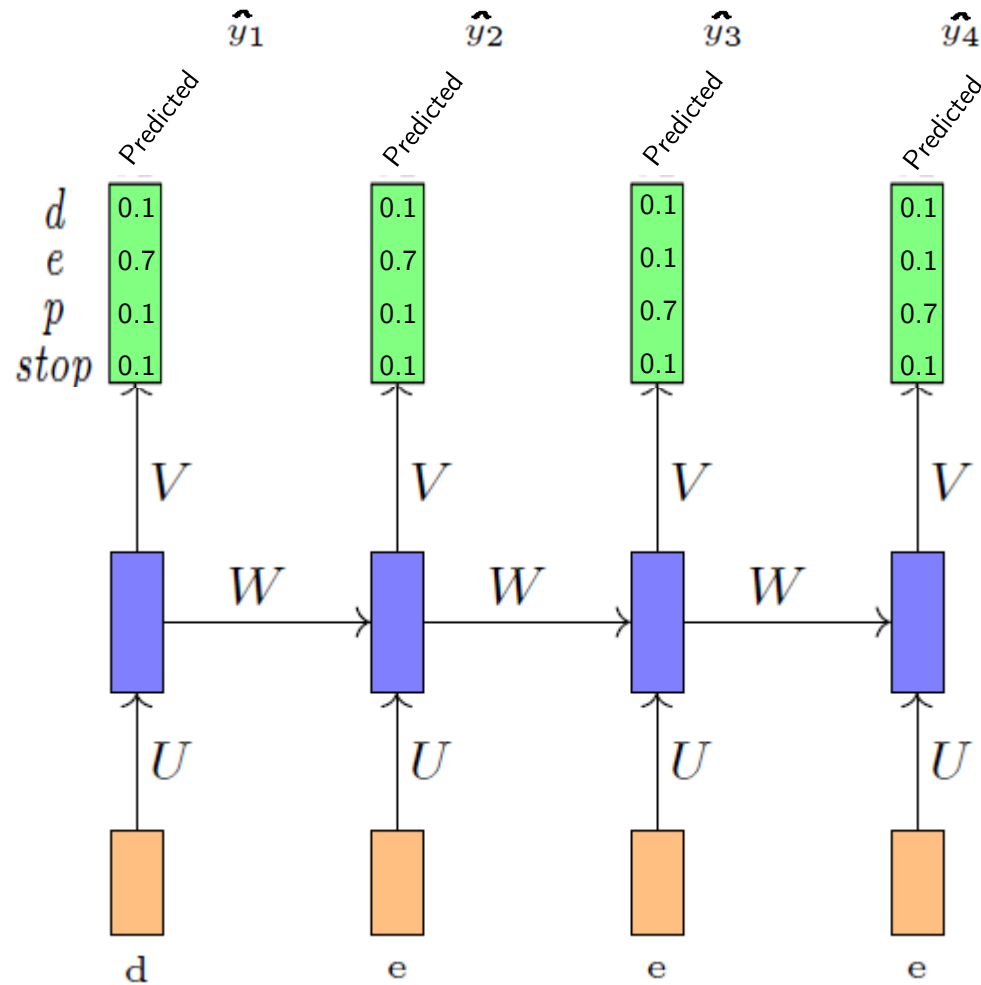 ŷ₁ ŷ₂ ŷ₃ ŷ₄
Predicted Predicted Predicted Predicted
d 0.1 0.1 0.1 0.1
e 0.7 0.7 0.1 0.1
p 0.1 0.1 0.7 0.7
stop 0.1 0.1 0.1 0.1
V V V V
W W W
U U U U
d e e e